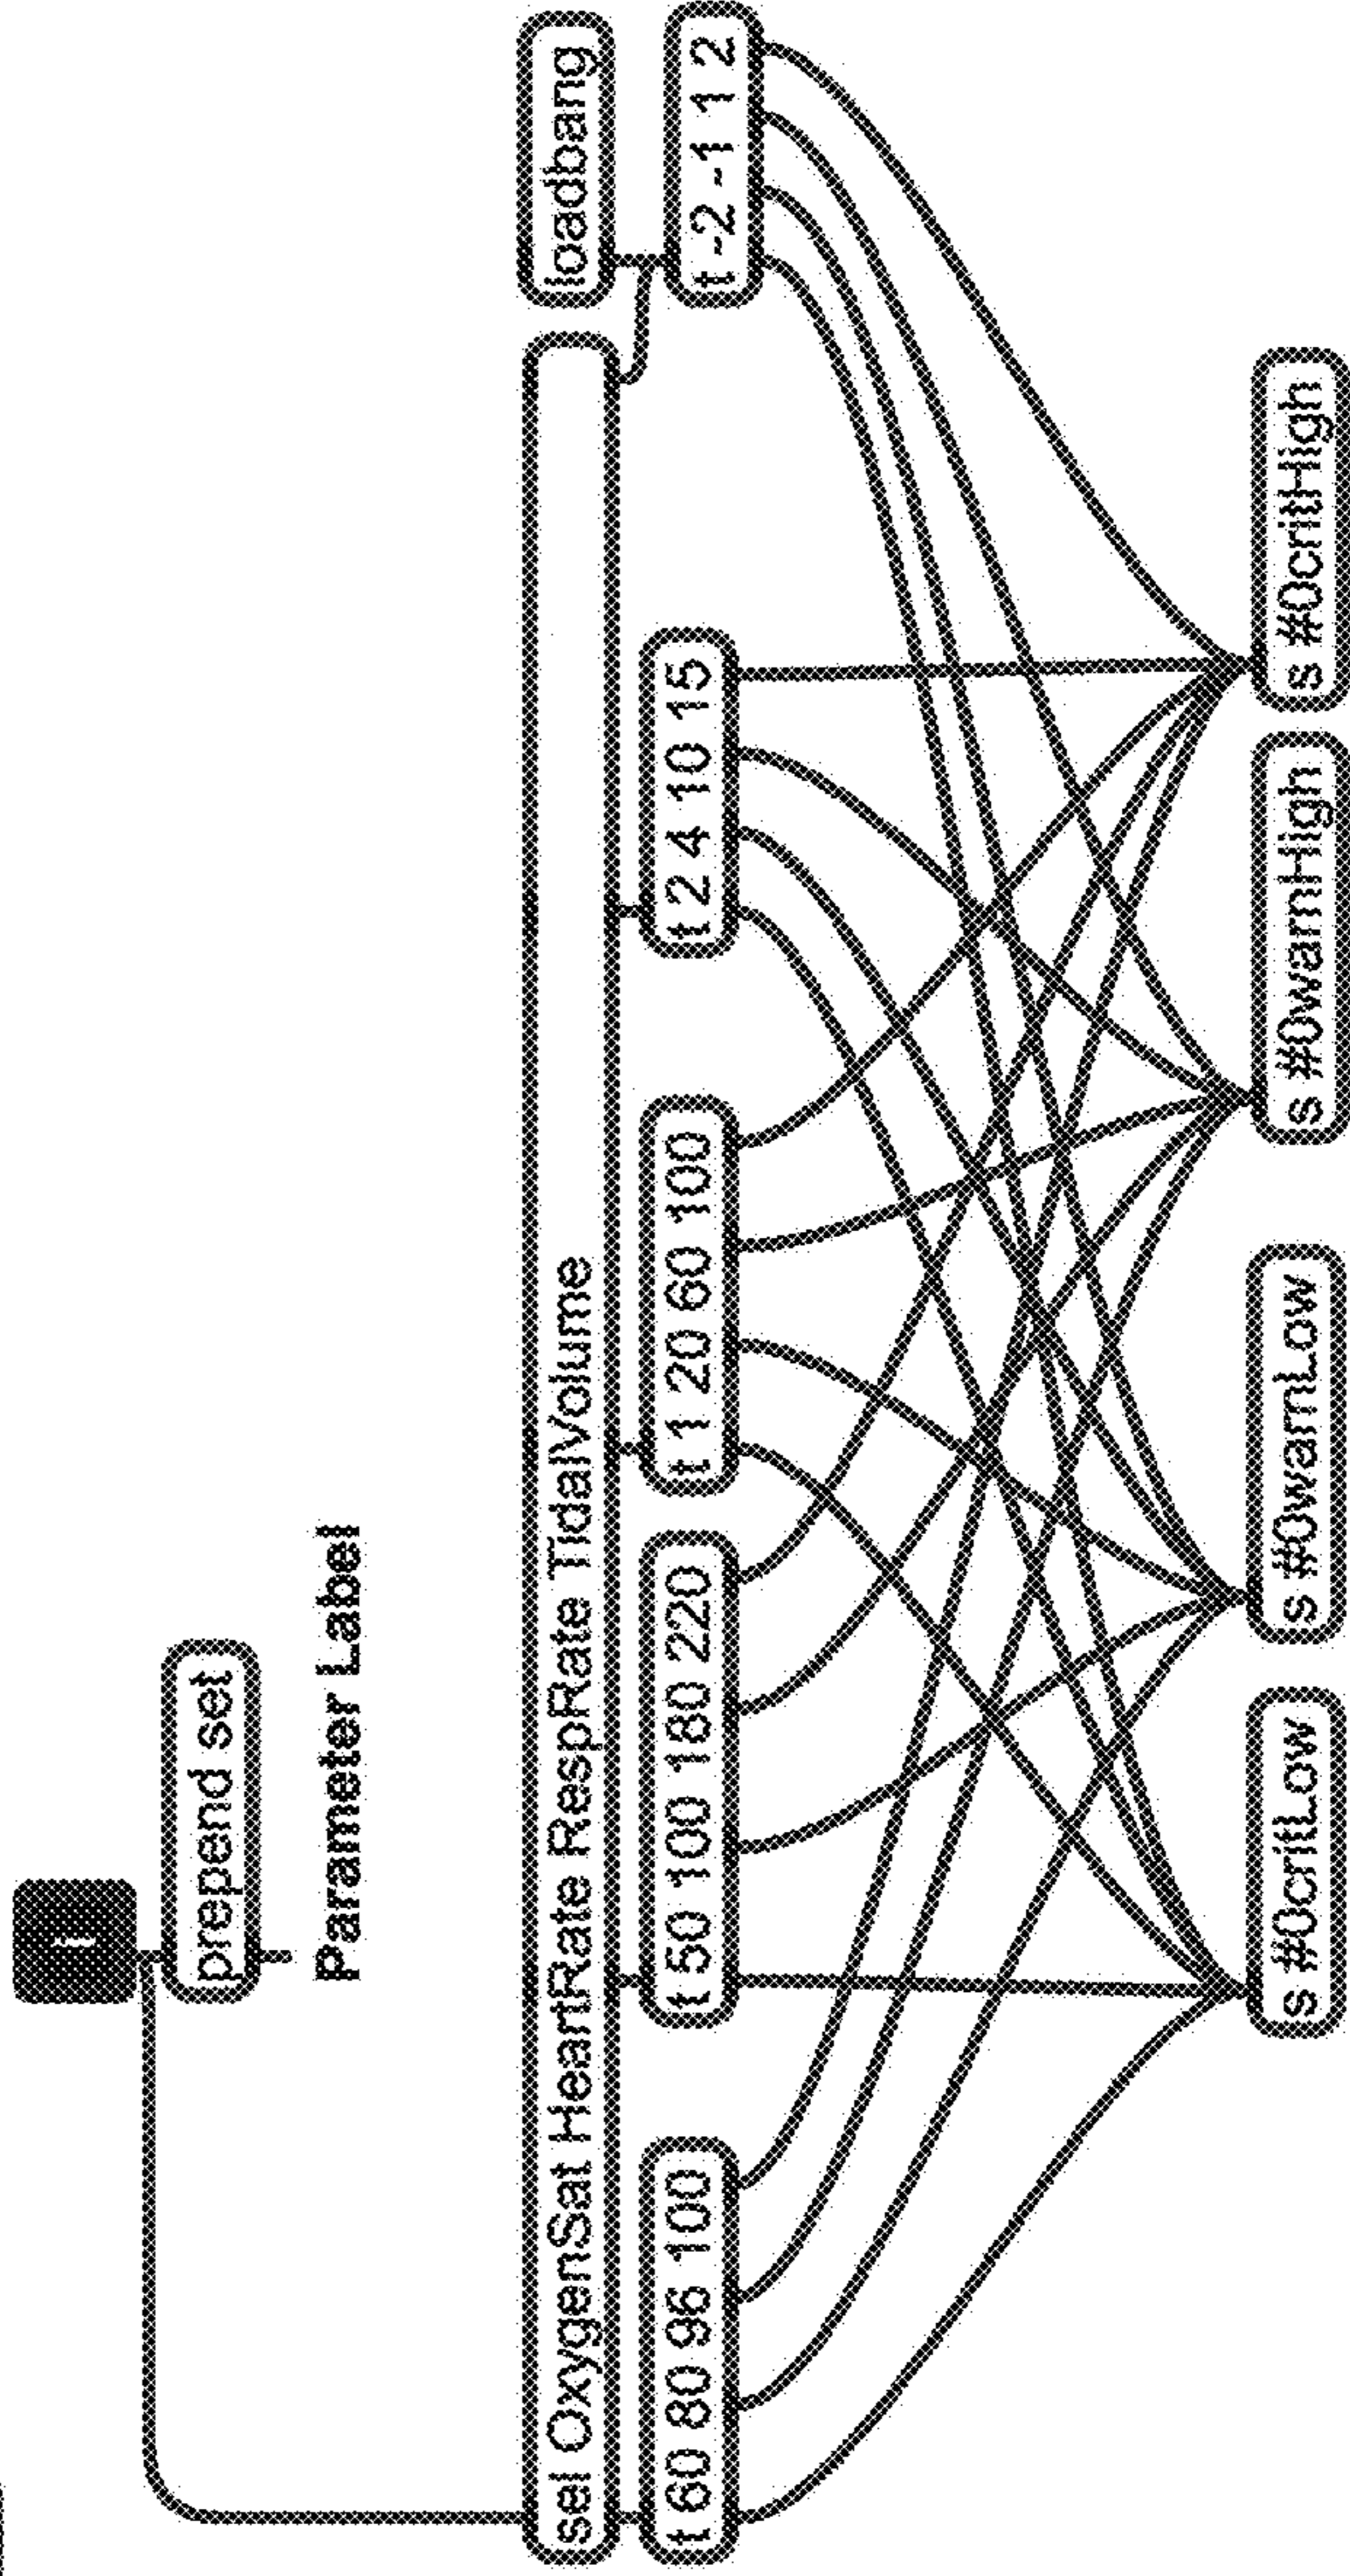 prepend set
Parameter Label
sel OxygenSat HeartRate RespRate TidalVolume
loadbang
t 60 80 96 100
t 50 100 180 220
t 1 20 60 100
t 2 4 10 15
t -2 -1 1 2
s #0critLow
s #0warnLow
s #0warnHigh
s #0critHigh